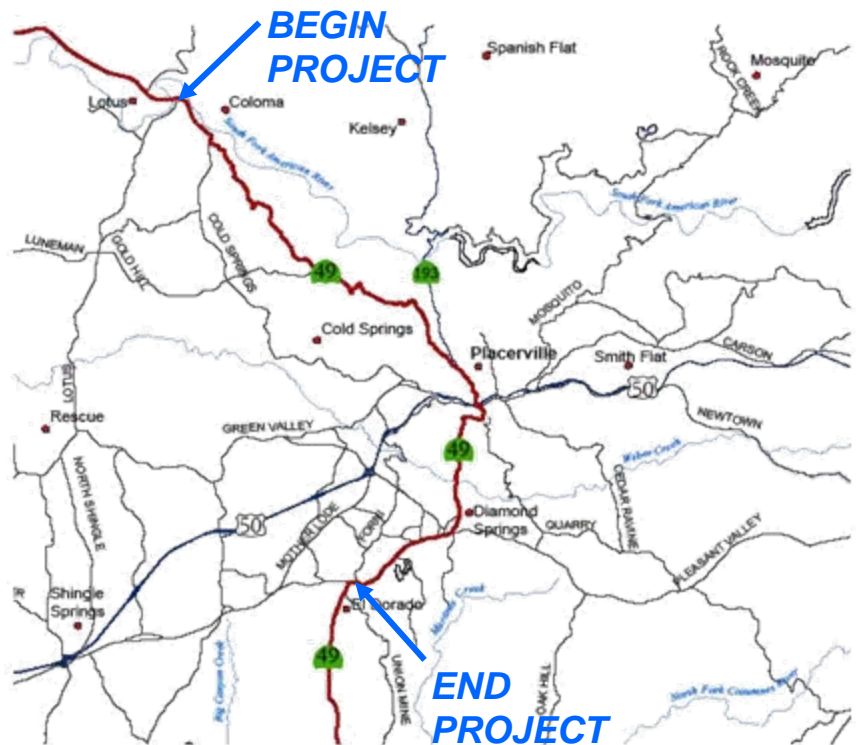 BEGIN
PROJECT
Spanish Flat
Mosquito
ROCK CREEK
Lotus
Coloma
Kelsey
South Fork American River
South Fork American River
LUNEMAN
GOLD HILL
COLD SPRINGS
49
193
MOSQUITO
Cold Springs
Placerville
Smith Flat
CARSON
LOTUS
50
Rescue
GREEN VALLEY
NEWTOWN
49
Weber Creek
NORTH SHINGLE
CEDAR RAVINE
50
MOTHER LODE
FORNI
Diamond
Springs
QUARRY
PLEASANT VALLEY
ER
Shingle
Springs
El Dorado
Martinez Creek
49
Big Canyon Creek
UNION MINE
OAK HILL
END
PROJECT
North Fork Cosumnes River